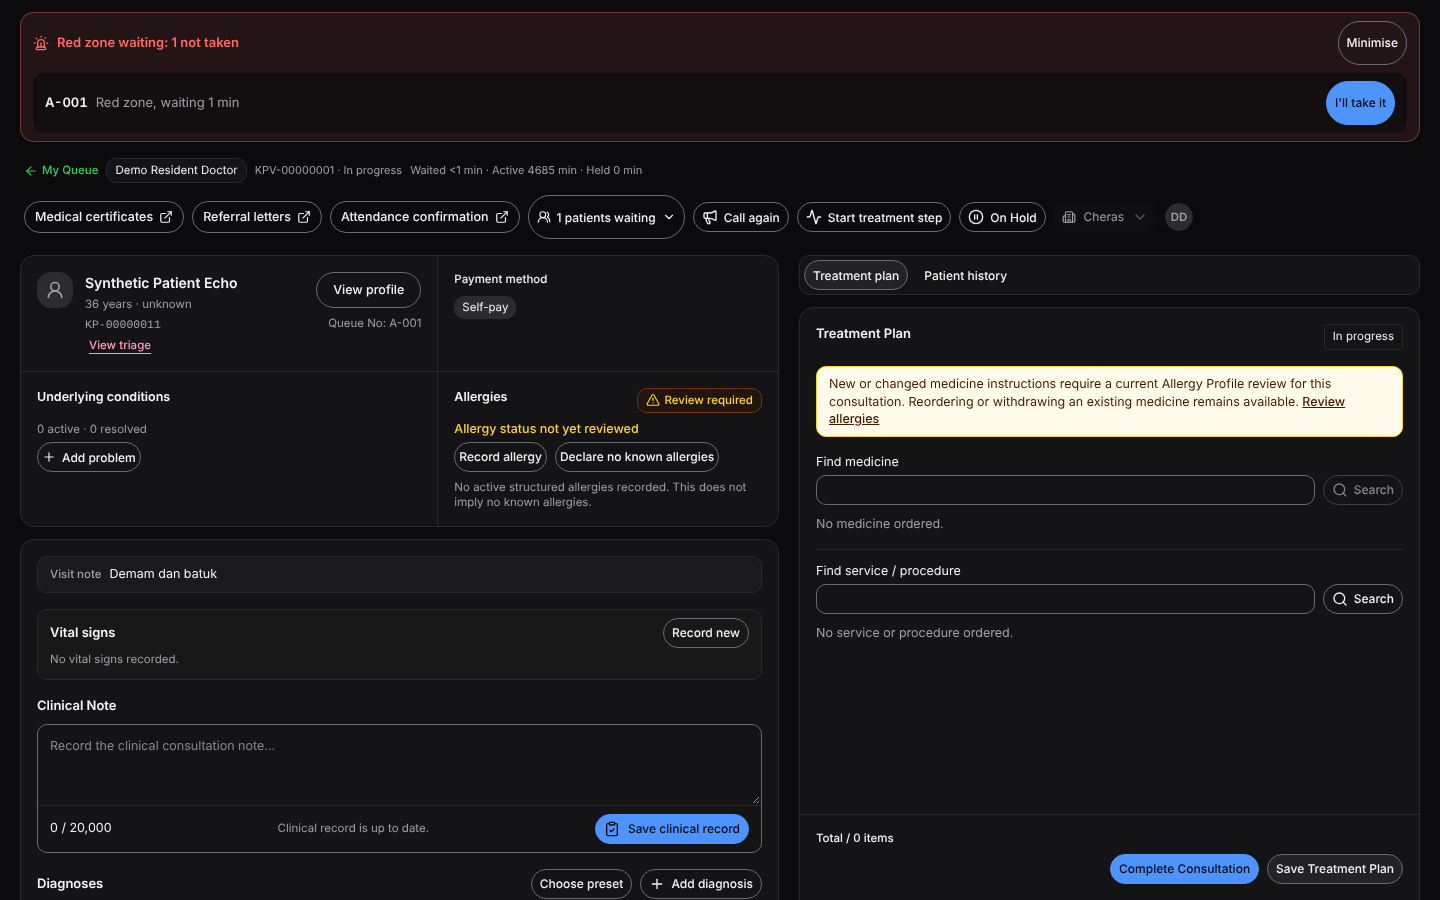 Red zone waiting: 1 not taken
Minimise
A-001 Red zone, waiting 1 min
I'll take it
My Queue
Demo Resident Doctor
KPV-00000001 · In progress Waited <1 min · Active 4685 min · Held 0 min
Medical certificates
Referral letters
Attendance confirmation
1 patients waiting
Call again
Start treatment step
On Hold
Cheras
DD
Synthetic Patient Echo
36 years · unknown
KP-00000011
View triage
View profile
Queue No: A-001
Payment method
Self-pay
Underlying conditions
0 active · 0 resolved
Add problem
Allergies
Review required
Allergy status not yet reviewed
Record allergy
Declare no known allergies
No active structured allergies recorded. This does not
imply no known allergies.
Visit note Demam dan batuk
Vital signs
Record new
No vital signs recorded.
Clinical Note
Record the clinical consultation note...
0 / 20,000
Clinical record is up to date.
Save clinical record
Diagnoses
Choose preset
Add diagnosis
Treatment plan
Patient history
Treatment Plan
In progress
New or changed medicine instructions require a current Allergy Profile review for this
consultation. Reordering or withdrawing an existing medicine remains available. Review
allergies
Find medicine
Search
No medicine ordered.
Find service / procedure
Search
No service or procedure ordered.
Total / 0 items
Complete Consultation
Save Treatment Plan